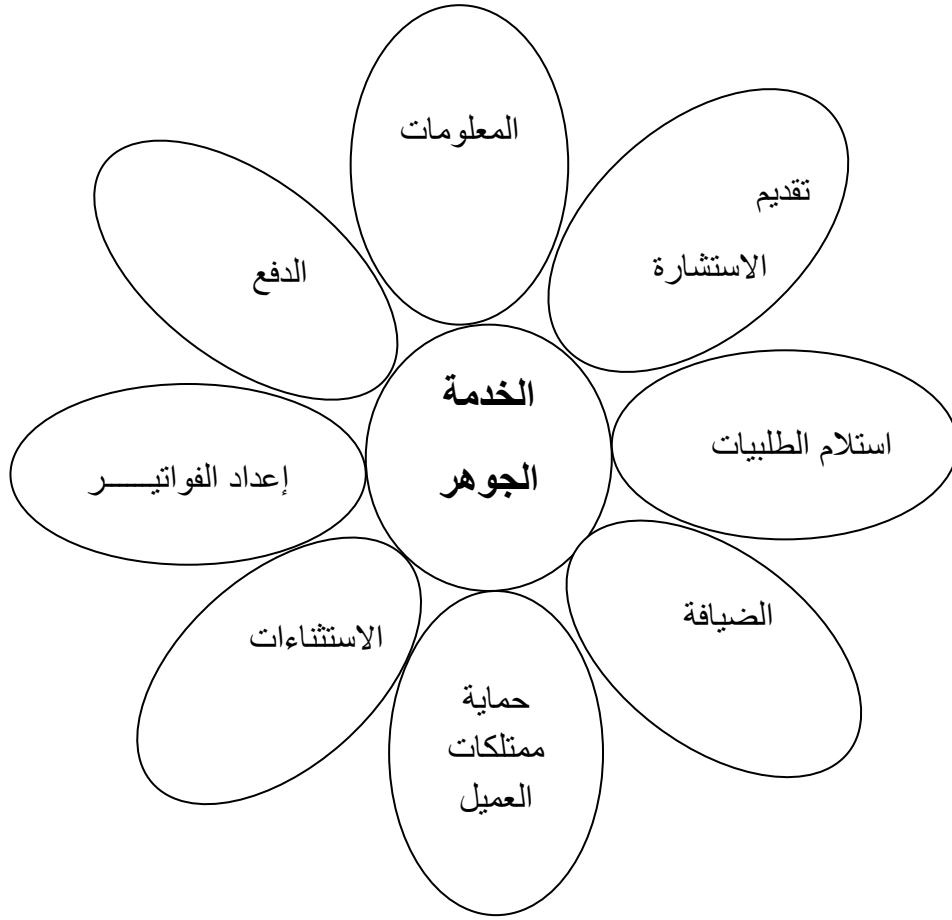 المعلومات
تقديم
الاستشارة
استلام الطلبيات
الضيافة
حماية
ممتلكات
العميل
الاستثناءات
إعداد الفواتيـــــر
الدفع
الخدمة
الجوهر